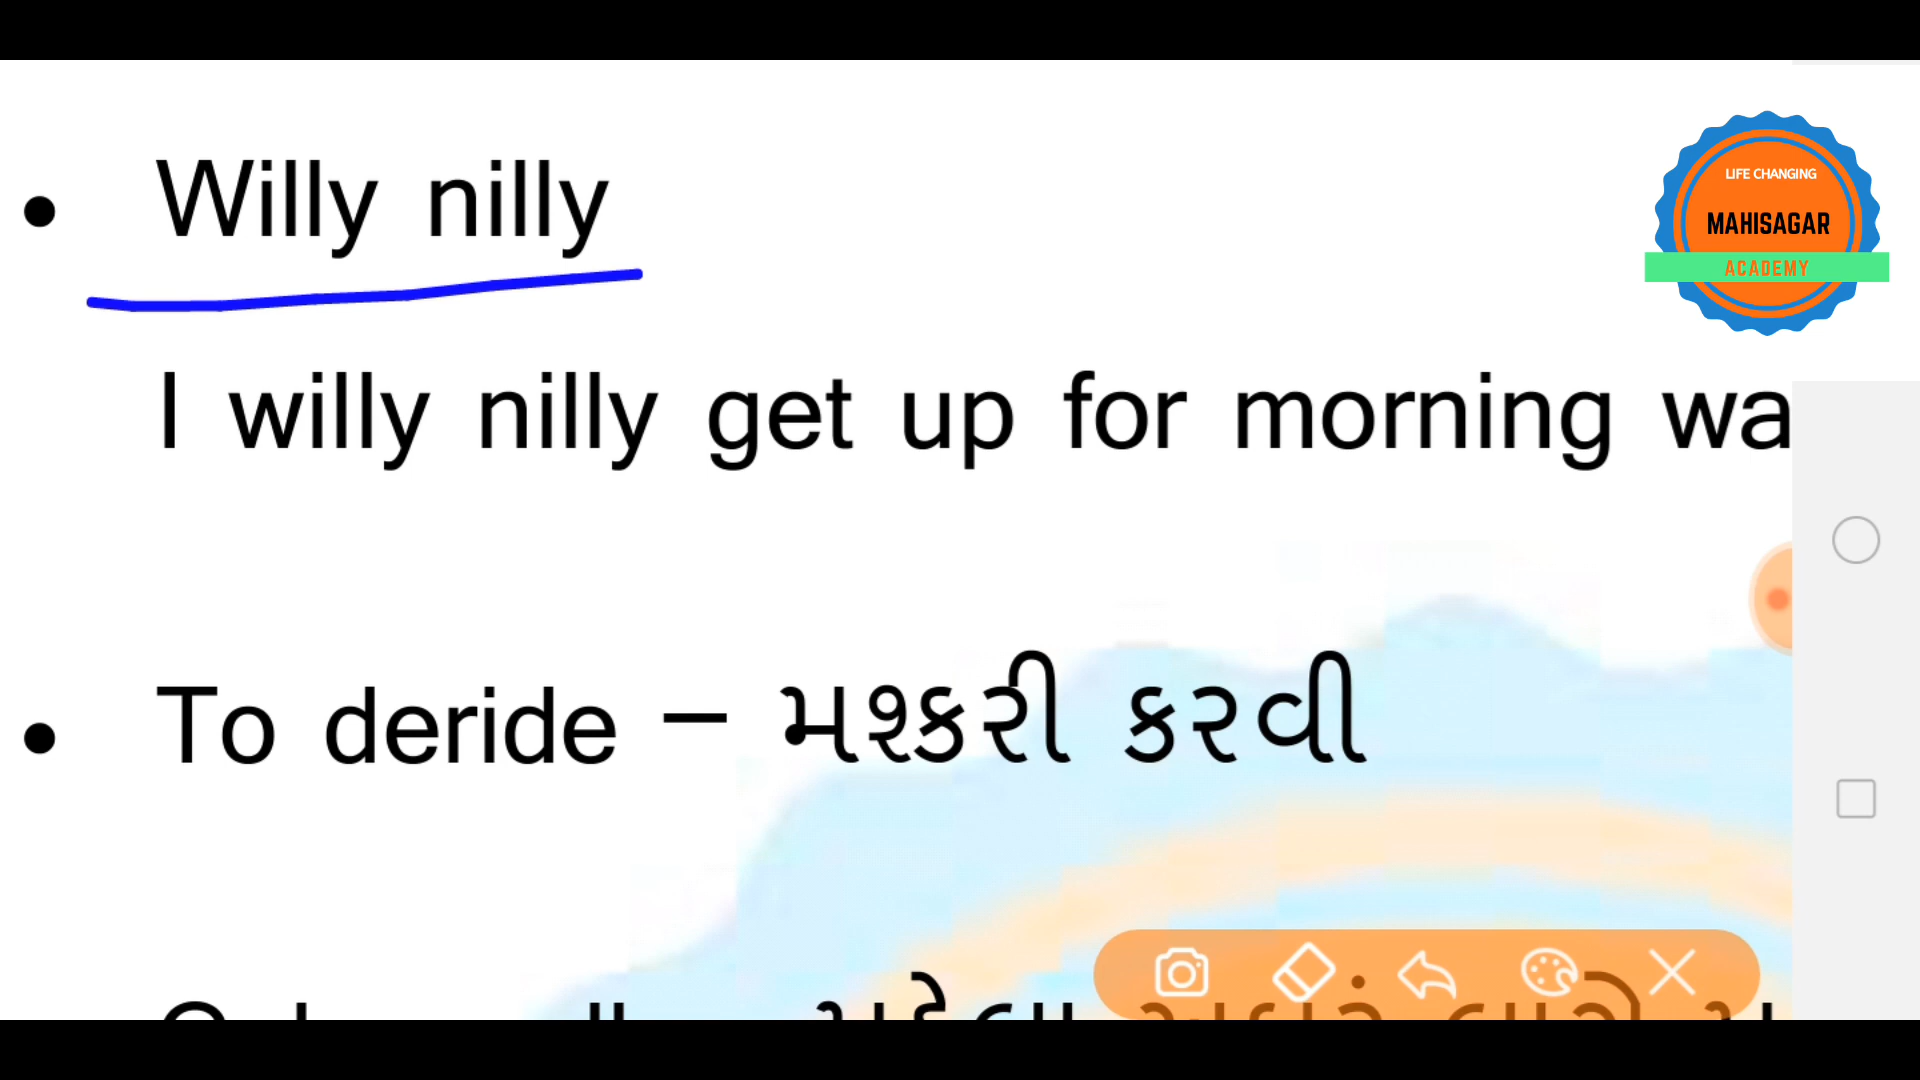 • Willy nilly
I willy nilly get up for morning wa
• To deride – મશ્કરી કરવી
LIFE CHANGING
MAHISAGAR
ACADEMY